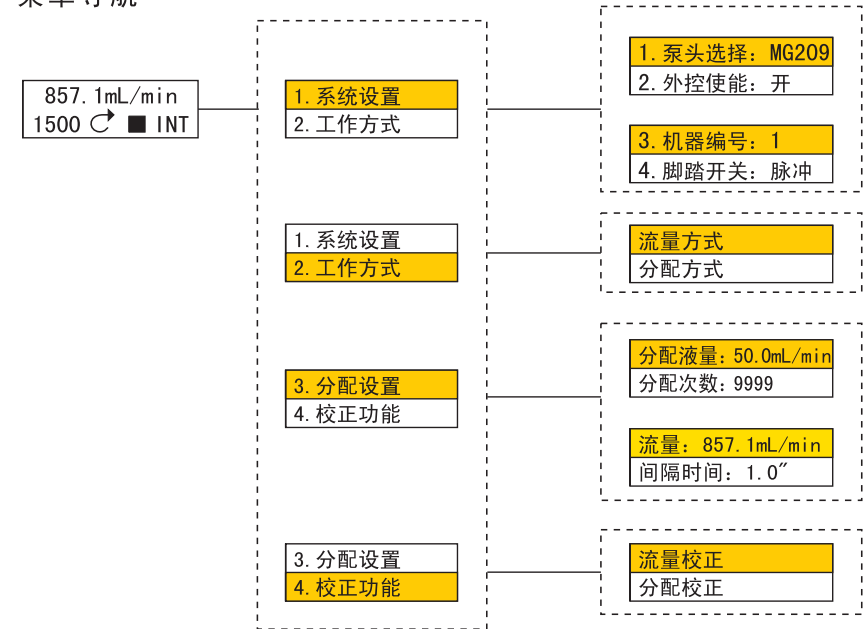 菜单导航
857.1mL/min
1500 ■ INT
1.系统设置
2.工作方式
1.泵头选择：MG209
2.外控使能：开
3.机器编号：1
4.脚踏开关：脉冲
1.系统设置
2.工作方式
流量方式
分配方式
3.分配设置
4.校正功能
分配液量：50.0mL/min
分配次数：9999
流量：857.1mL/min
间隔时间：1.0″
3.分配设置
4.校正功能
流量校正
分配校正